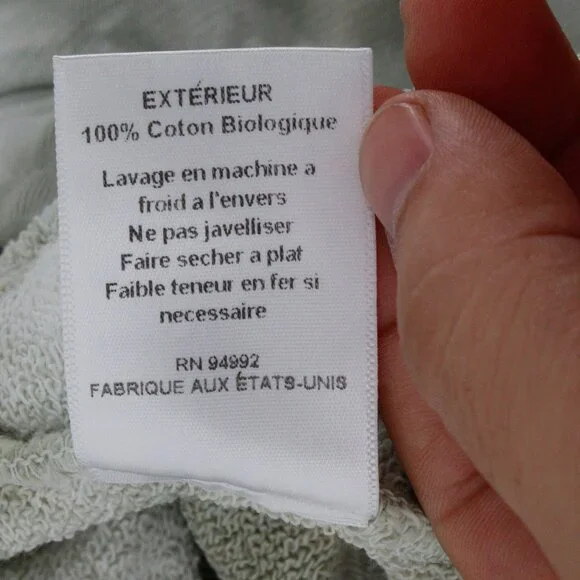 EXTÉRIEUR
100% Coton Biologique
Lavage en machine a
froid a l'envers
Ne pas javelliser
Faire secher a plat
Faible teneur en fer si
necessaire
RN 94992
FABRIQUE AUX ÉTATS-UNIS